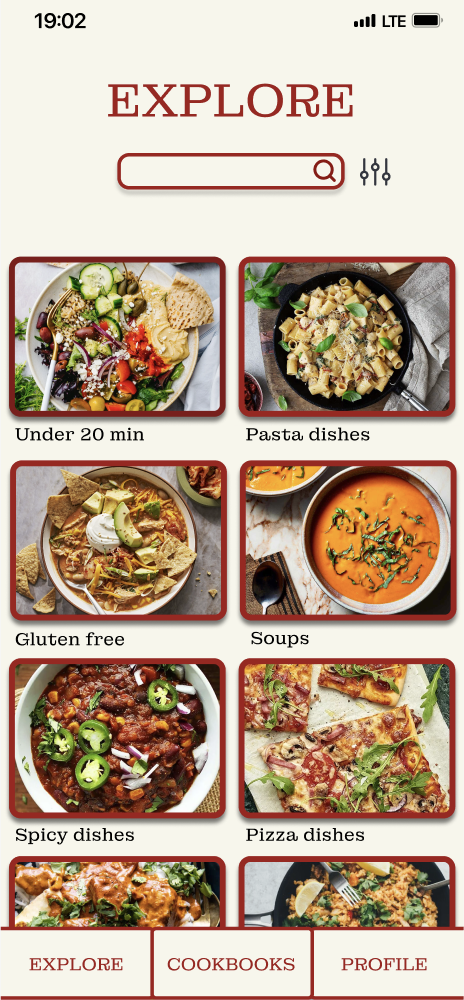 19:02 LTE
EXPLORE
Under 20 min Pasta dishes
Gluten free Soups
Spicy dishes Pizza dishes
EXPLORE COOKBOOKS PROFILE